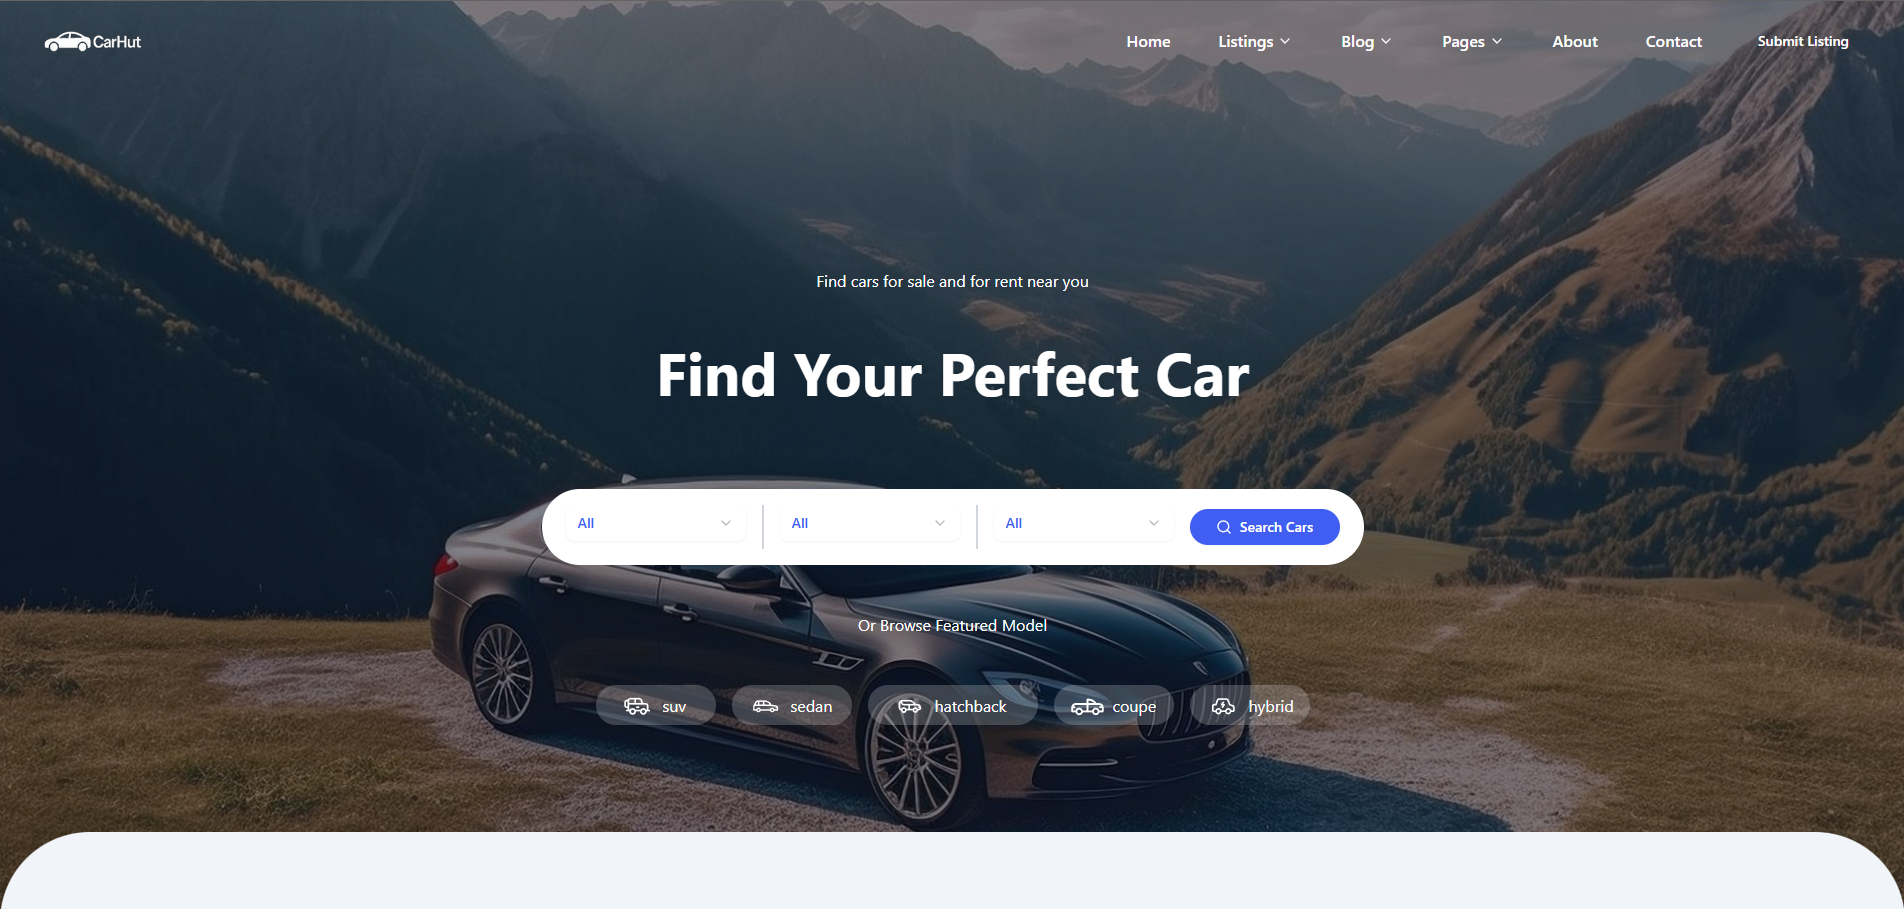 CarHut
Home Listings Blog Pages About Contact Submit Listing
Find cars for sale and for rent near you
Find Your Perfect Car
All All All Search Cars
Or Browse Featured Model
suv sedan hatchback coupe hybrid